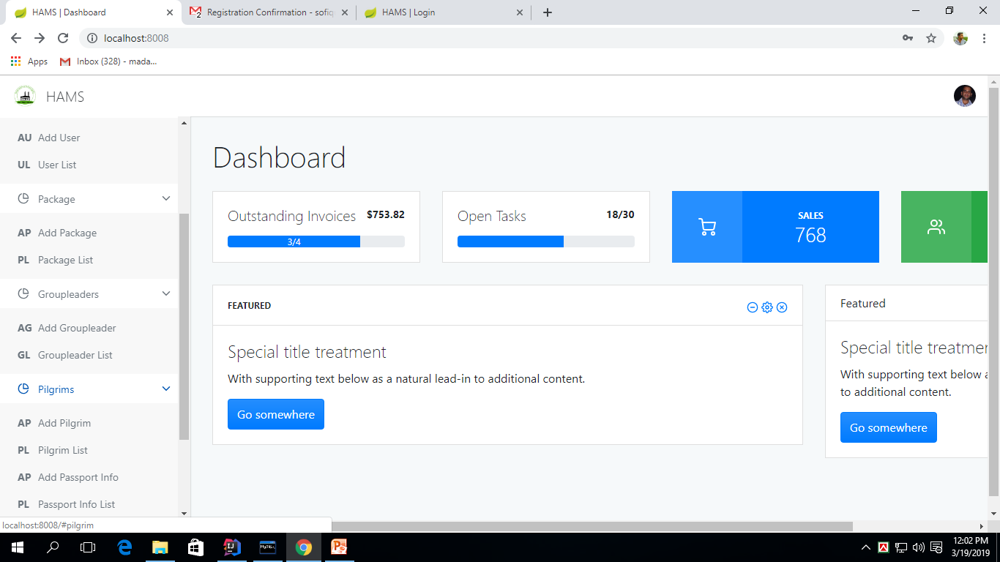 HAMS | Dashboard
Registration Confirmation - sofiq
HAMS | Login
localhost:8008
Apps
Inbox (328) - mada...
HAMS
AU Add User
UL User List
Package
AP Add Package
PL Package List
Groupleaders
AG Add Groupleader
GL Groupleader List
Pilgrims
AP Add Pilgrim
PL Pilgrim List
AP Add Passport Info
PL Passport Info List
Dashboard
Outstanding Invoices $753.82
3/4
Open Tasks 18/30
SALES
768
FEATURED
Special title treatment
With supporting text below as a natural lead-in to additional content.
Go somewhere
Featured
Special title treatmer
With supporting text below a
to additional content.
Go somewhere
localhost:8008/#pilgrim
12:02 PM
3/19/2019